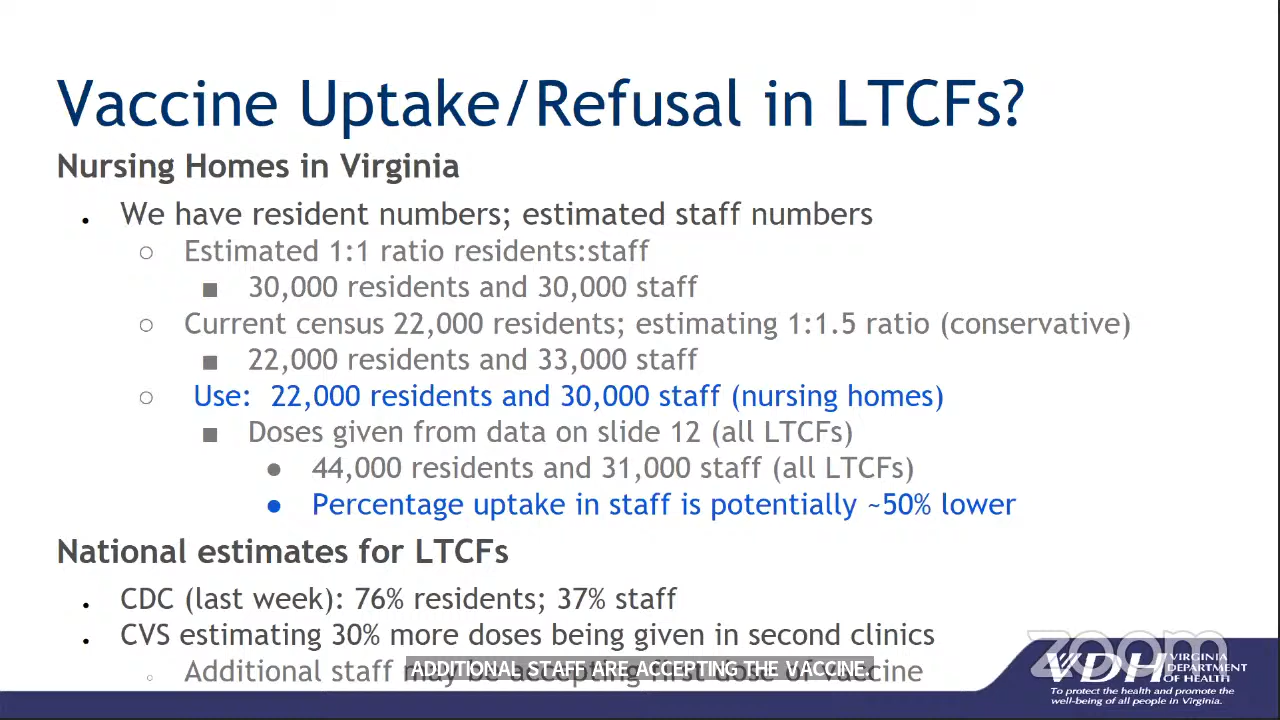 Vaccine Uptake/Refusal in LTCFs?
Nursing Homes in Virginia
. We have resident numbers; estimated staff numbers
○ Estimated 1:1 ratio residents:staff
■ 30,000 residents and 30,000 staff
○ Current census 22,000 residents; estimating 1:1.5 ratio (conservative)
■ 22,000 residents and 33,000 staff
○ Use: 22,000 residents and 30,000 staff (nursing homes)
■ Doses given from data on slide 12 (all LTCFs)
● 44,000 residents and 31,000 staff (all LTCFs)
● Percentage uptake in staff is potentially ~50% lower
National estimates for LTCFs
. CDC (last week): 76% residents; 37% staff
. CVS estimating 30% more doses being given in second clinics
○ Additional staff may be accepting first dose of vaccine
ADDITIONAL STAFF ARE ACCEPTING THE VACCINE.
zoom
VDH VIRGINIA
DEPARTMENT
OF HEALTH
To protect the health and promote the
well-being of all people in Virginia.